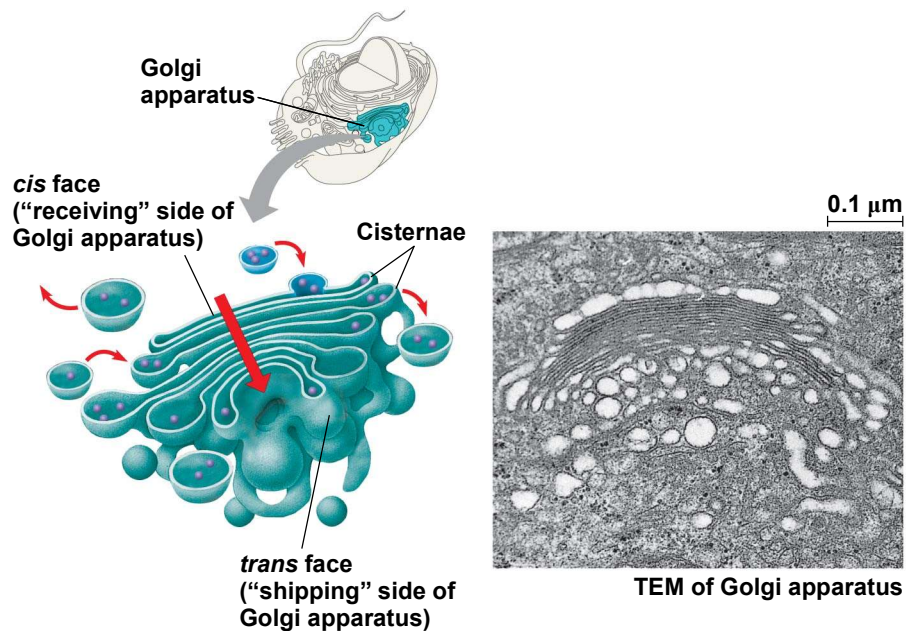 Golgi
apparatus
cis face
(“receiving” side of
Golgi apparatus)
Cisternae
0.1 μm
trans face
(“shipping” side of
Golgi apparatus)
TEM of Golgi apparatus